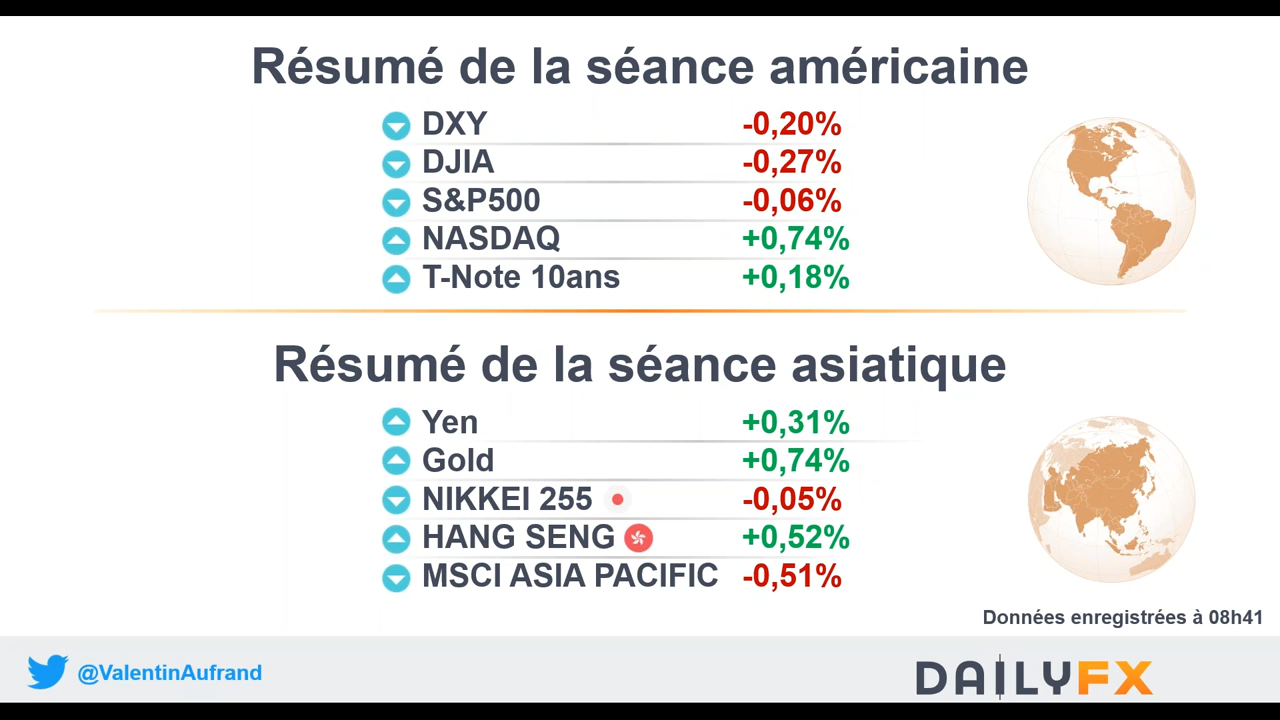 Résumé de la séance américaine
DXY -0,20%
DJIA -0,27%
S&P500 -0,06%
NASDAQ +0,74%
T-Note 10ans +0,18%
Résumé de la séance asiatique
Yen +0,31%
Gold +0,74%
NIKKEI 255 -0,05%
HANG SENG +0,52%
MSCI ASIA PACIFIC -0,51%
Données enregistrées à 08h41
@ValentinAufrand
DAILYFX